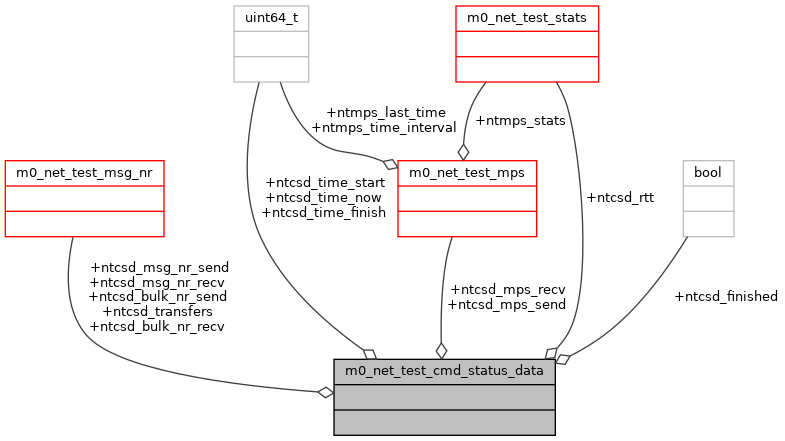 uint64_t
m0_net_test_stats
+ntmps_last_time
+ntmps_time_interval
+ntmps_stats
m0_net_test_msg_nr
m0_net_test_mps
bool
+ntcsd_time_start
+ntcsd_time_now
+ntcsd_time_finish
+ntcsd_rtt
+ntcsd_msg_nr_send
+ntcsd_msg_nr_recv
+ntcsd_bulk_nr_send
+ntcsd_transfers
+ntcsd_bulk_nr_recv
+ntcsd_mps_recv
+ntcsd_mps_send
+ntcsd_finished
m0_net_test_cmd_status_data